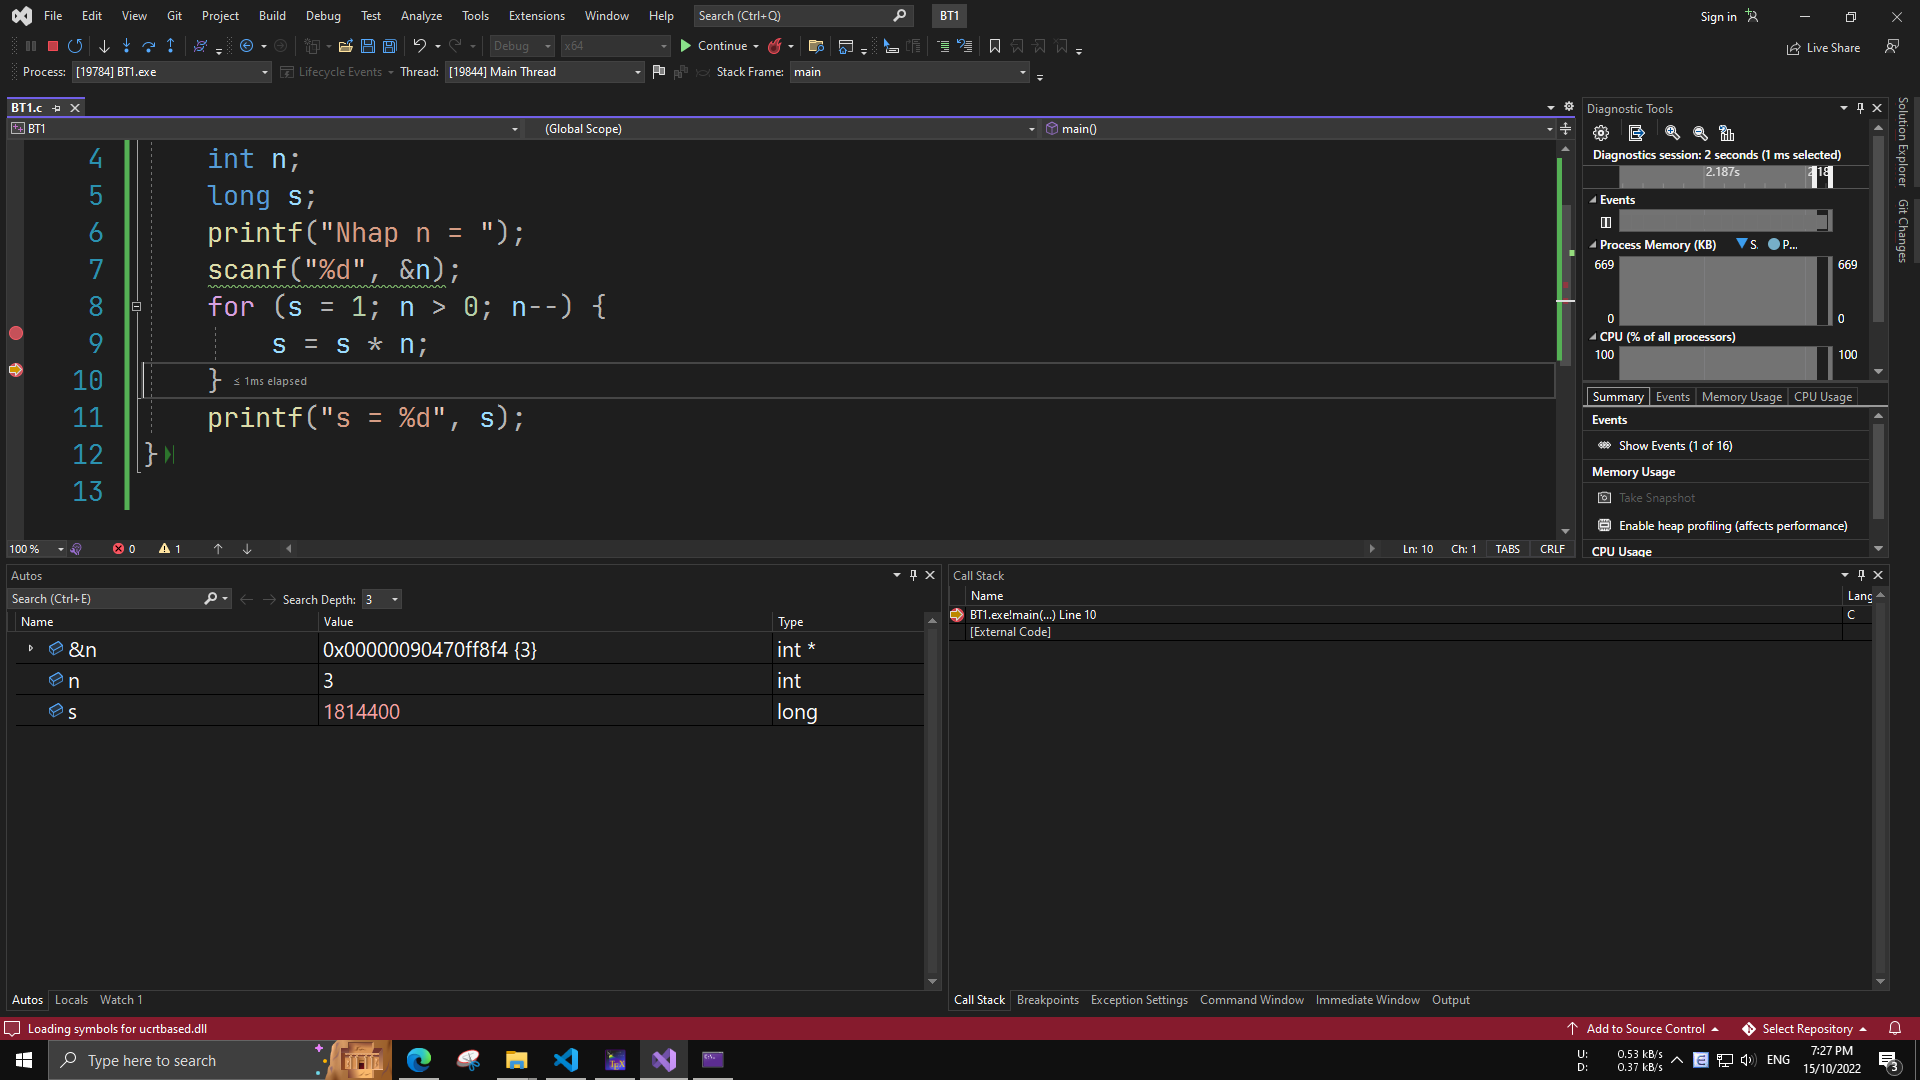 File Edit View Git Project Build Debug Test Analyze Tools Extensions Window Help Search (Ctrl+Q) BT1 Sign in
Debug x64 Continue Live Share
Process: [19784] BT1.exe Lifecycle Events Thread: [19844] Main Thread Stack Frame: main
BT1.c
BT1 (Global Scope) main()
4 int n;
5 long s;
6 printf("Nhap n = ");
7 scanf("%d", &n);
8 for (s = 1; n > 0; n--) {
9 s = s * n;
10 } ≤ 1ms elapsed
11 printf("s = %d", s);
12 }
13
100 % 0 1 Ln: 10 Ch: 1 TABS CRLF
Diagnostic Tools
Diagnostics session: 2 seconds (1 ms selected)
2.187s 2.18
Events
Process Memory (KB) S. P...
669 669
0 0
CPU (% of all processors)
100 100
Summary Events Memory Usage CPU Usage
Events
Show Events (1 of 16)
Memory Usage
Take Snapshot
Enable heap profiling (affects performance)
CPU Usage
Solution Explorer
Git Changes
Autos
Search (Ctrl+E) Search Depth: 3
Name Value Type
&n 0x00000090470ff8f4 {3} int *
n 3 int
s 1814400 long
Autos Locals Watch 1
Call Stack
Name Lang
BT1.exe!main(...) Line 10 C
[External Code]
Call Stack Breakpoints Exception Settings Command Window Immediate Window Output
Loading symbols for ucrtbased.dll Add to Source Control Select Repository
Type here to search
U: 0.53 kB/s
D: 0.37 kB/s
ENG
7:27 PM
15/10/2022
3